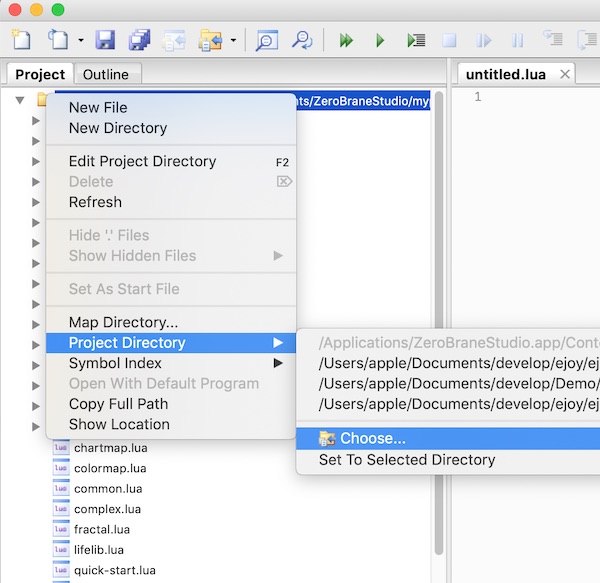 Project
Outline
untitled.lua
nts/ZeroBraneStudio/myp
1
New File
New Directory
Edit Project Directory F2
Delete
Refresh
Hide '.' Files
Show Hidden Files
Set As Start File
Map Directory...
Project Directory
Symbol Index
Open With Default Program
Copy Full Path
Show Location
/Applications/ZeroBraneStudio.app/Conte
/Users/apple/Documents/develop/ejoy/ej
/Users/apple/Documents/develop/Demo/
/Users/apple/Documents/develop/ejoy/ej
Choose...
Set To Selected Directory
lua chartmap.lua
lua colormap.lua
lua common.lua
lua complex.lua
lua fractal.lua
lua lifelib.lua
lua quick-start.lua